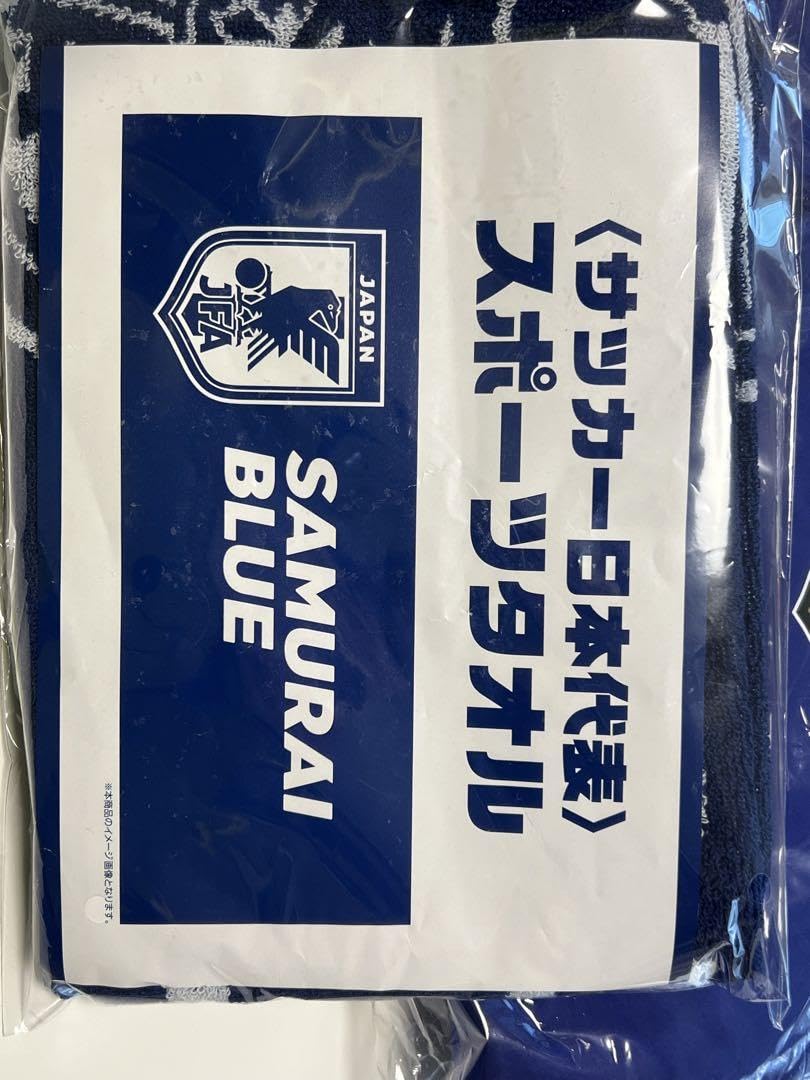 〈サッカー日本代表〉
スポーツタオル
JAPAN
JFA
SAMURAI
BLUE
※本商品のイメージ画像となります。